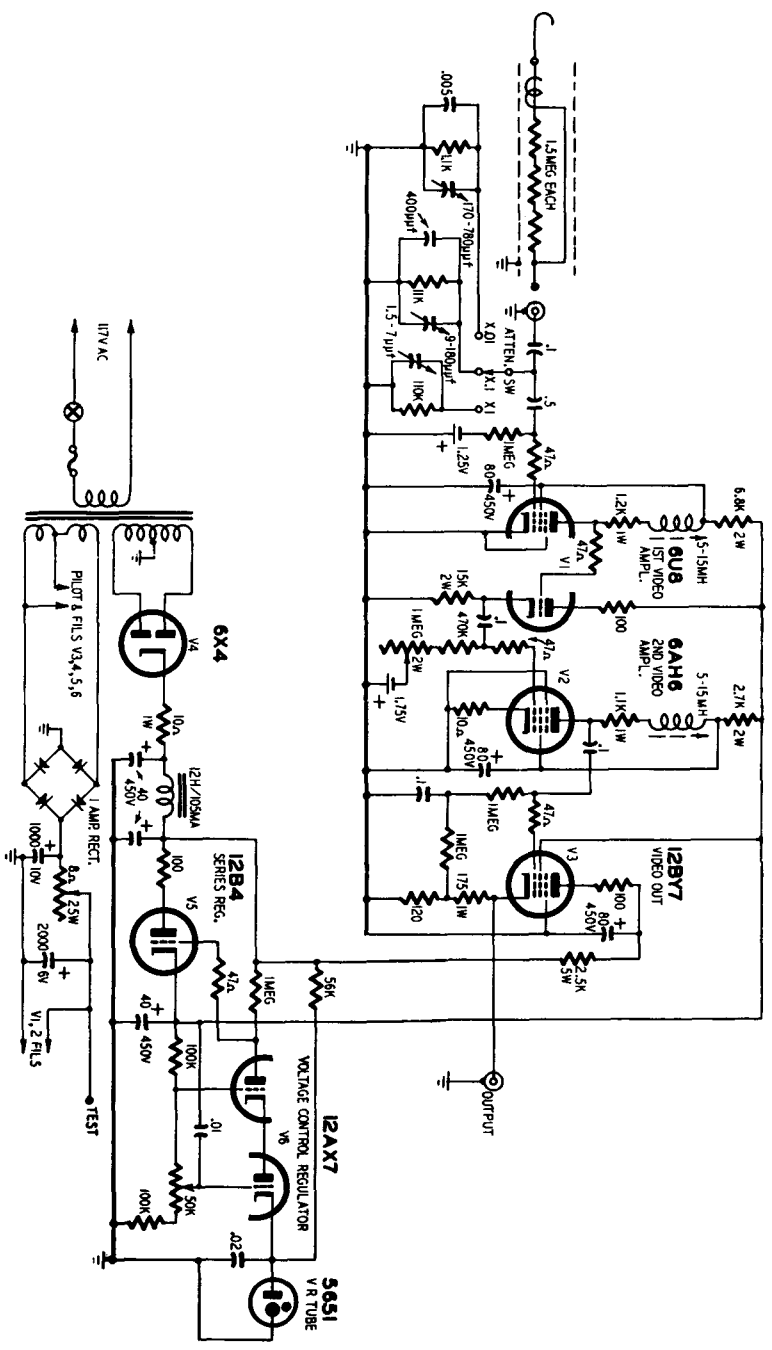 1.5 MEG EACH
.005
1.1K
170-780μμf
400μμf
11K
9-180μμf
1.5-7μμf
110K
X.01
X.1
X1
ATTEN. SW
.1
.5
1MEG
1.25V
+
47Ω
80
450V
+
V1
47Ω
1.2K
1W
5-15MH
6.8K
2W
6U8
1ST VIDEO
AMPL.
15K
2W
.1
470K
1MEG
2W
1.75V
+
47Ω
100
V2
10Ω
80
450V
+
1.1K
1W
5-15MH
2.7K
2W
6AH6
2ND VIDEO
AMPL.
.1
.1
1MEG
1MEG
47Ω
V3
12BY7
VIDEO OUT
100
80
450V
+
175
1W
120
2.5K
5W
OUTPUT
117V AC
PILOT & FILS V3,4,5,6
6X4
V4
10Ω
1W
+
40
450V
+
12H/105MA
1 AMP. RECT.
1000
10V
+
8Ω
25W
2000
6V
+
V1, 2 FILS
TEST
100
12B4
SERIES REG.
V5
47Ω
1MEG
56K
40
450V
+
100K
.01
50K
100K
12AX7
VOLTAGE CONTROL REGULATOR
V6
.02
5651
V R TUBE